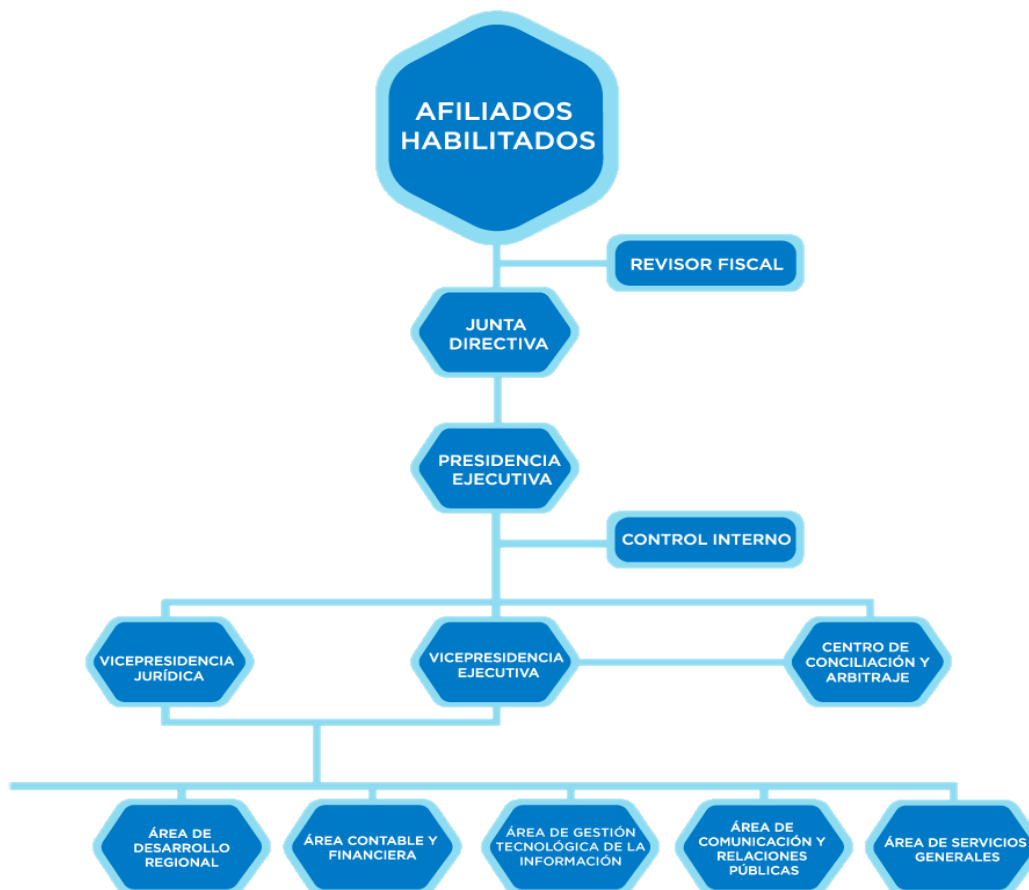 AFILIADOS
HABILITADOS
REVISOR FISCAL
JUNTA
DIRECTIVA
PRESIDENCIA
EJECUTIVA
CONTROL INTERNO
VICEPRESIDENCIA
JURÍDICA
VICEPRESIDENCIA
EJECUTIVA
CENTRO DE
CONCILIACIÓN Y
ARBITRAJE
ÁREA DE
DESARROLLO
REGIONAL
ÁREA CONTABLE Y
FINANCIERA
ÁREA DE GESTIÓN
TECNOLÓGICA DE LA
INFORMACIÓN
ÁREA DE
COMUNICACIÓN Y
RELACIONES
PÚBLICAS
ÁREA DE SERVICIOS
GENERALES